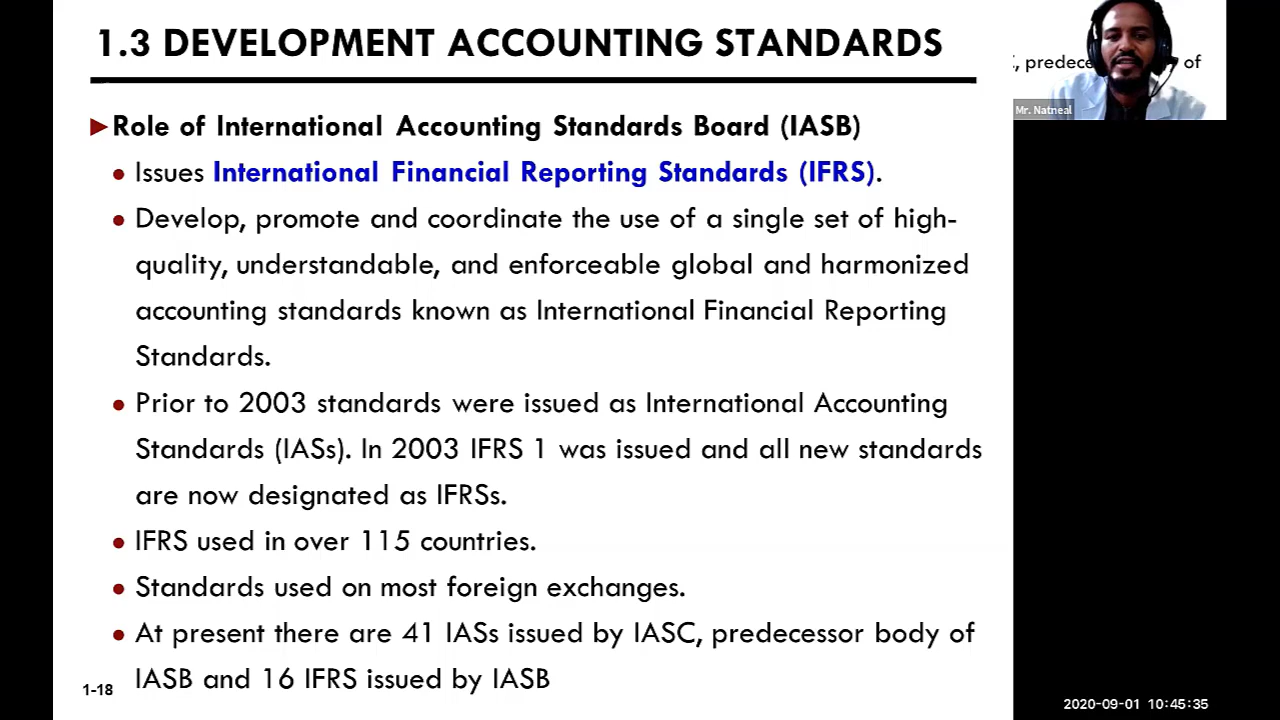 1.3 DEVELOPMENT ACCOUNTING STANDARDS
Role of International Accounting Standards Board (IASB)
Issues International Financial Reporting Standards (IFRS).
Develop, promote and coordinate the use of a single set of high-
quality, understandable, and enforceable global and harmonized
accounting standards known as International Financial Reporting
Standards.
Prior to 2003 standards were issued as International Accounting
Standards (IASs). In 2003 IFRS 1 was issued and all new standards
are now designated as IFRSs.
IFRS used in over 115 countries.
Standards used on most foreign exchanges.
At present there are 41 IASs issued by IASC, predecessor body of
IASB and 16 IFRS issued by IASB
1-18
of
Mr. Natneal
2020-09-01 10:45:35